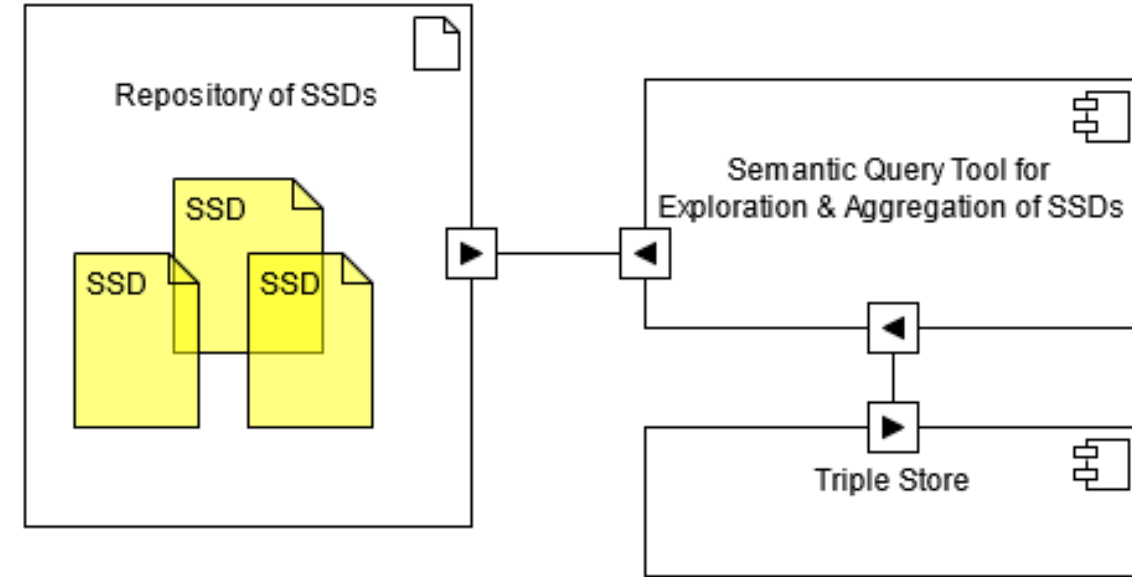 Repository of SSDs
SSD
SSD
SSD
Semantic Query Tool for
Exploration & Aggregation of SSDs
Triple Store